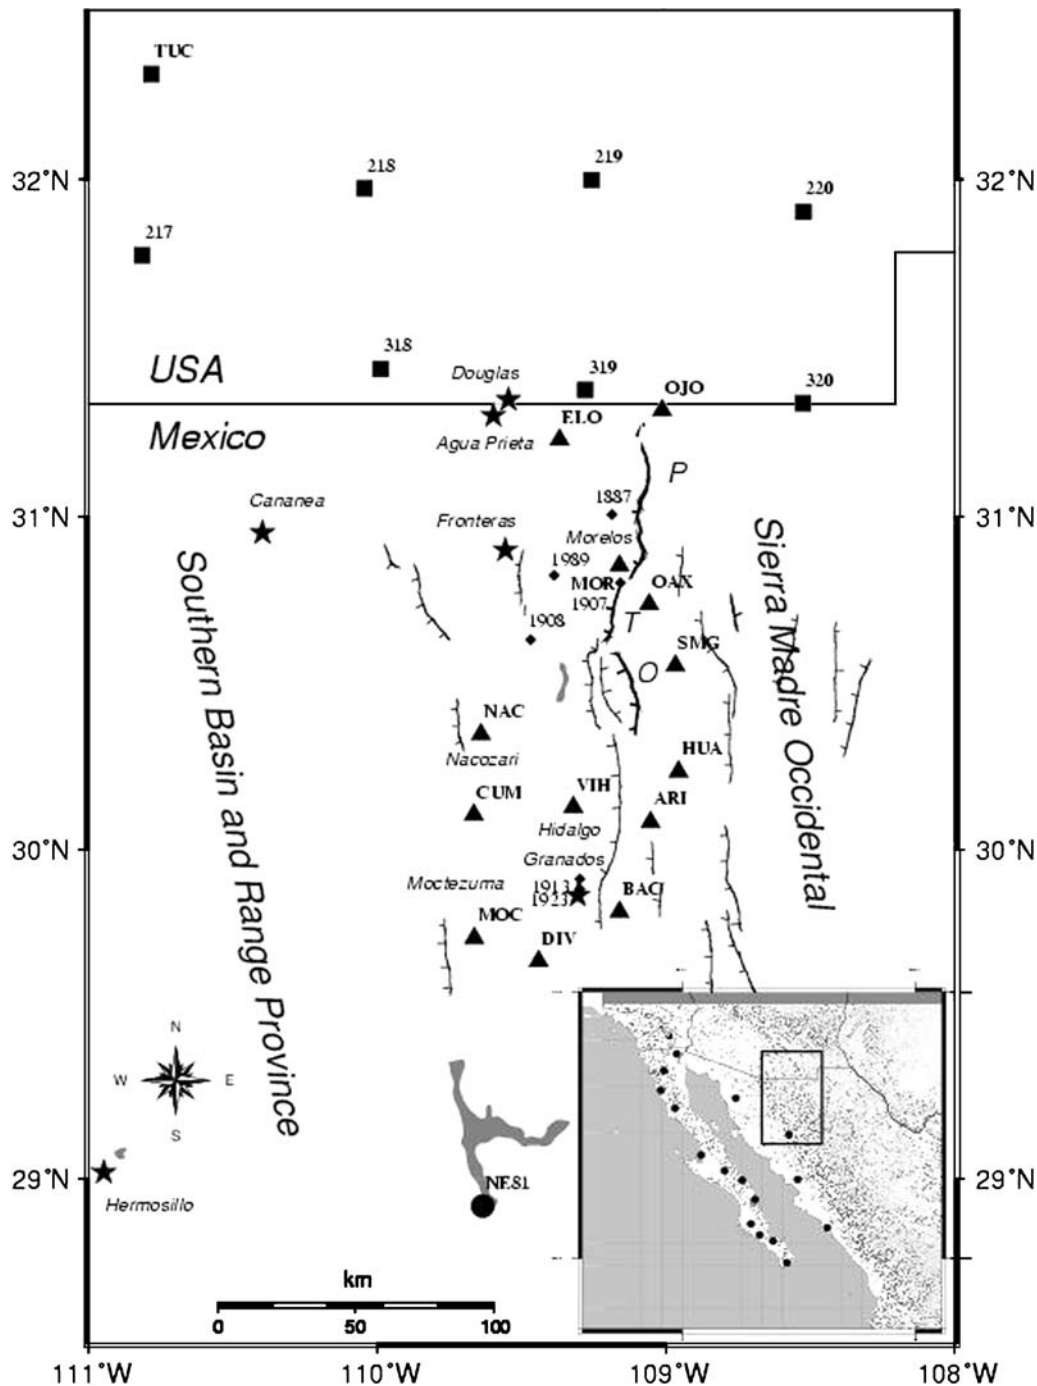 TUC
32°N
32°N
218
219
220
217
318
319
320
USA
Douglas
OJO
ELO
Mexico
Agua Prieta
P
Cananea
1887
31°N
31°N
Fronteras
Morelos
1989
MOR
OAX
1907
T
1908
SMG
O
Southern Basin and Range Province
Sierra Madre Occidental
NAC
Nacozari
HUA
CUM
VIH
ARI
Hidalgo
30°N
30°N
Granados
Moctezuma
1913
1923
BAC
MOC
DIV
N
W
E
S
29°N
29°N
NE81
Hermosillo
km
0
50
100
111°W
110°W
109°W
108°W